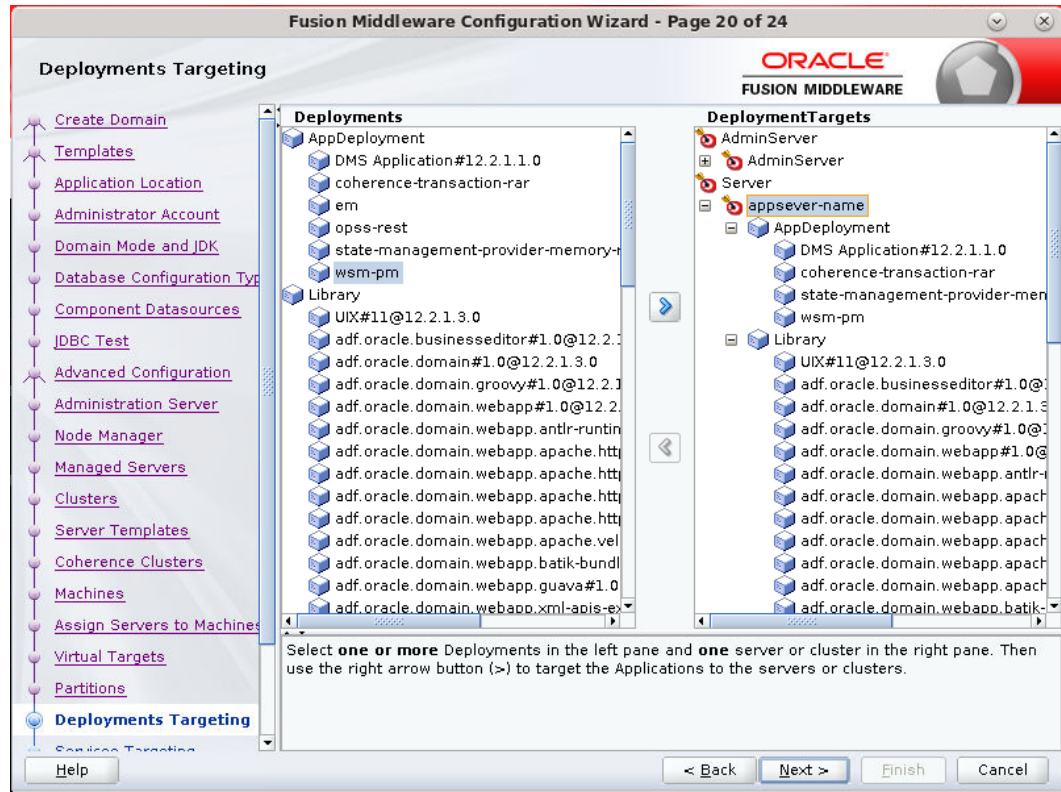 Fusion Middleware Configuration Wizard - Page 20 of 24
Deployments Targeting
ORACLE
FUSION MIDDLEWARE
Create Domain
Templates
Application Location
Administrator Account
Domain Mode and JDK
Database Configuration Typ
Component Datasources
JDBC Test
Advanced Configuration
Administration Server
Node Manager
Managed Servers
Clusters
Server Templates
Coherence Clusters
Machines
Assign Servers to Machines
Virtual Targets
Partitions
Deployments Targeting
Services Targeting
Deployments
AppDeployment
DMS Application#12.2.1.1.0
coherence-transaction-rar
em
opss-rest
state-management-provider-memory-r
wsm-pm
Library
UIX#11@12.2.1.3.0
adf.oracle.businesseditor#1.0@12.2.1
adf.oracle.domain#1.0@12.2.1.3.0
adf.oracle.domain.groovy#1.0@12.2.1
adf.oracle.domain.webapp#1.0@12.2.
adf.oracle.domain.webapp.antlr-runtin
adf.oracle.domain.webapp.apache.http
adf.oracle.domain.webapp.apache.http
adf.oracle.domain.webapp.apache.http
adf.oracle.domain.webapp.apache.http
adf.oracle.domain.webapp.apache.vel
adf.oracle.domain.webapp.batik-bundl
adf.oracle.domain.webapp.guava#1.0
adf.oracle.domain.webapp.xml-apis-ex
DeploymentTargets
AdminServer
AdminServer
Server
appsever-name
AppDeployment
DMS Application#12.2.1.1.0
coherence-transaction-rar
state-management-provider-mem
wsm-pm
Library
UIX#11@12.2.1.3.0
adf.oracle.businesseditor#1.0@1
adf.oracle.domain#1.0@12.2.1.3
adf.oracle.domain.groovy#1.0@1
adf.oracle.domain.webapp#1.0@
adf.oracle.domain.webapp.antlr-r
adf.oracle.domain.webapp.apach
adf.oracle.domain.webapp.apach
adf.oracle.domain.webapp.apach
adf.oracle.domain.webapp.apach
adf.oracle.domain.webapp.apach
adf.oracle.domain.webapp.batik-
Select one or more Deployments in the left pane and one server or cluster in the right pane. Then
use the right arrow button (>) to target the Applications to the servers or clusters.
Help
< Back
Next >
Finish
Cancel